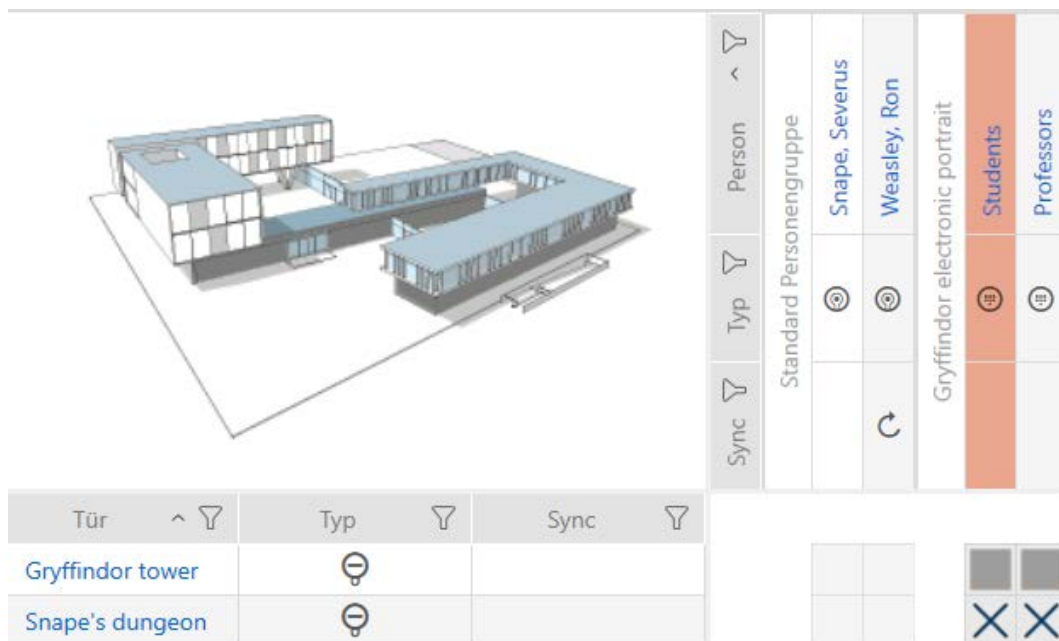 Person
Typ
Sync
Standard Personengruppe
Snape, Severus
Weasley, Ron
Gryffindor electronic portrait
Students
Professors
Tür Typ Sync
Gryffindor tower
Snape's dungeon